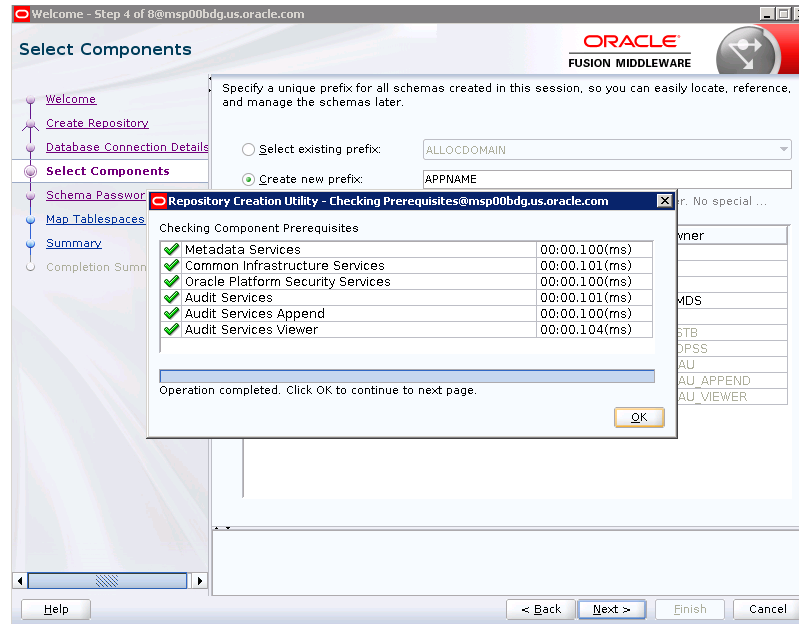 Welcome - Step 4 of 8@msp00bdg.us.oracle.com
Select Components
ORACLE
FUSION MIDDLEWARE
Welcome
Create Repository
Database Connection Details
Select Components
Schema Passwor
Map Tablespaces
Summary
Completion Summ
Specify a unique prefix for all schemas created in this session, so you can easily locate, reference,
and manage the schemas later.
Select existing prefix: ALLOCDOMAIN
Create new prefix: APPNAME
er. No special ...
wner
MDS
STB
OPSS
AU
AU_APPEND
AU_VIEWER
Repository Creation Utility - Checking Prerequisites@msp00bdg.us.oracle.com
Checking Component Prerequisites
Metadata Services 00:00.100(ms)
Common Infrastructure Services 00:00.101(ms)
Oracle Platform Security Services 00:00.100(ms)
Audit Services 00:00.101(ms)
Audit Services Append 00:00.100(ms)
Audit Services Viewer 00:00.104(ms)
Operation completed. Click OK to continue to next page.
OK
Help
< Back
Next >
Finish
Cancel